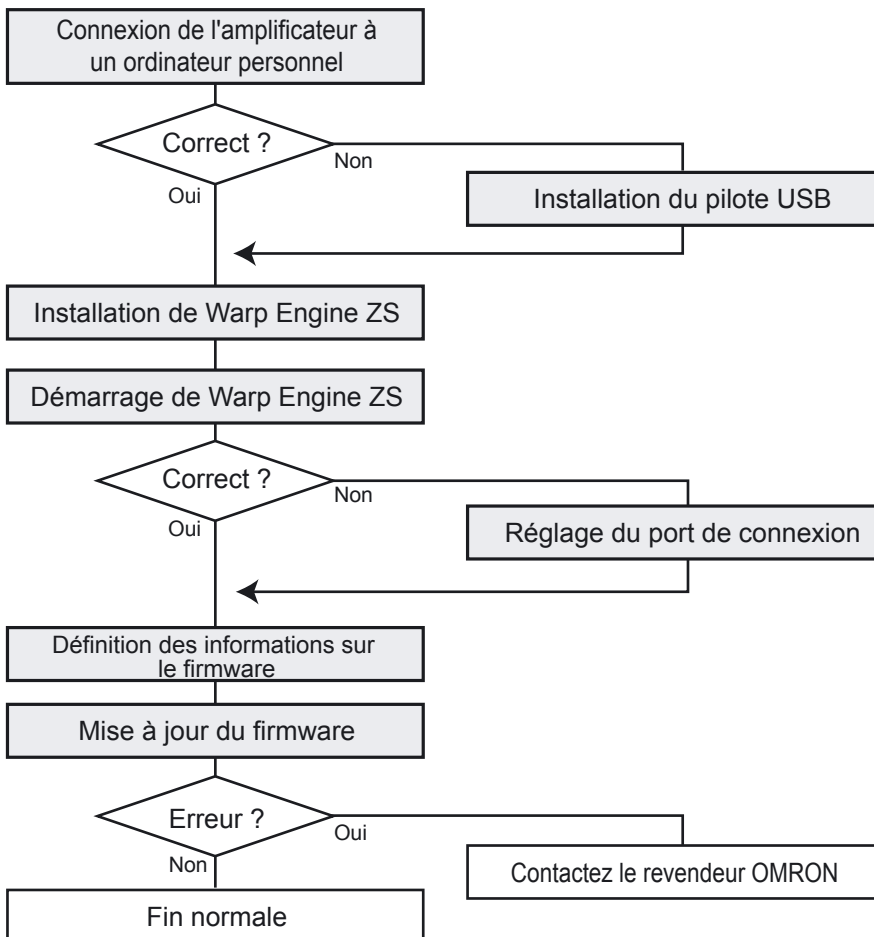 Connexion de l'amplificateur à
un ordinateur personnel
Correct ?
Non
Oui
Installation du pilote USB
Installation de Warp Engine ZS
Démarrage de Warp Engine ZS
Correct ?
Non
Oui
Réglage du port de connexion
Définition des informations sur
le firmware
Mise à jour du firmware
Erreur ?
Oui
Non
Contactez le revendeur OMRON
Fin normale